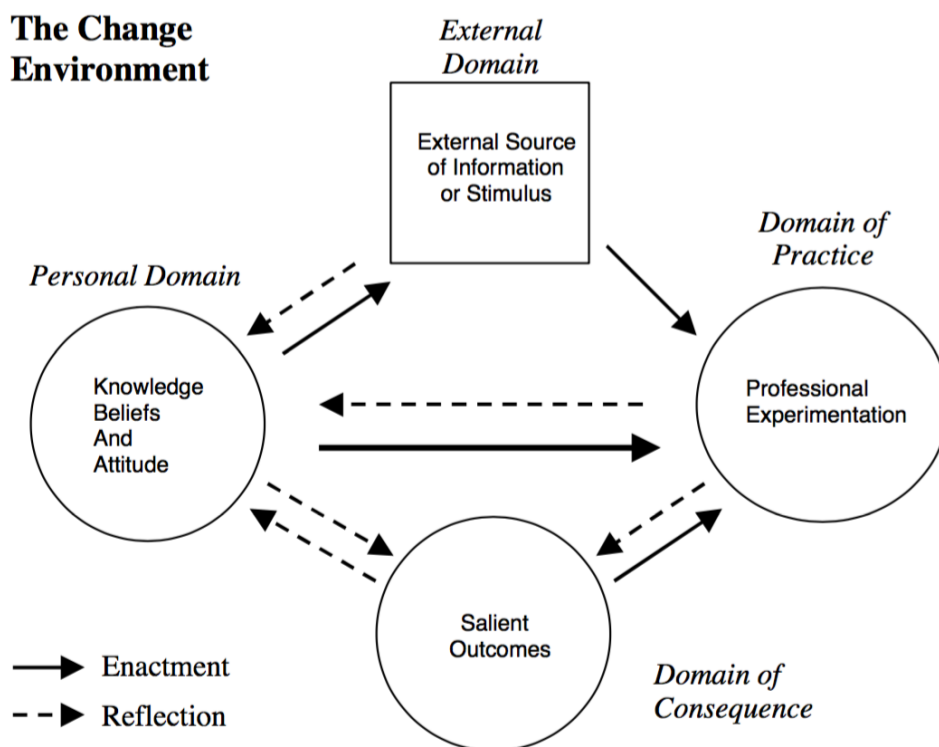 The Change
Environment
External
Domain
External Source
of Information
or Stimulus
Domain of
Practice
Personal Domain
Knowledge
Beliefs
And
Attitude
Professional
Experimentation
Salient
Outcomes
Enactment
Reflection
Domain of
Consequence